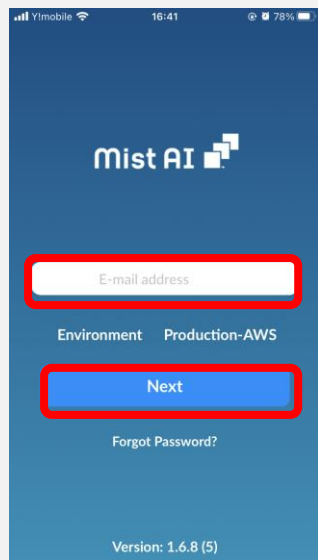 Y!mobile 16:41 78%
Mist AI
E-mail address
Environment Production-AWS
Next
Forgot Password?
Version: 1.6.8 (5)